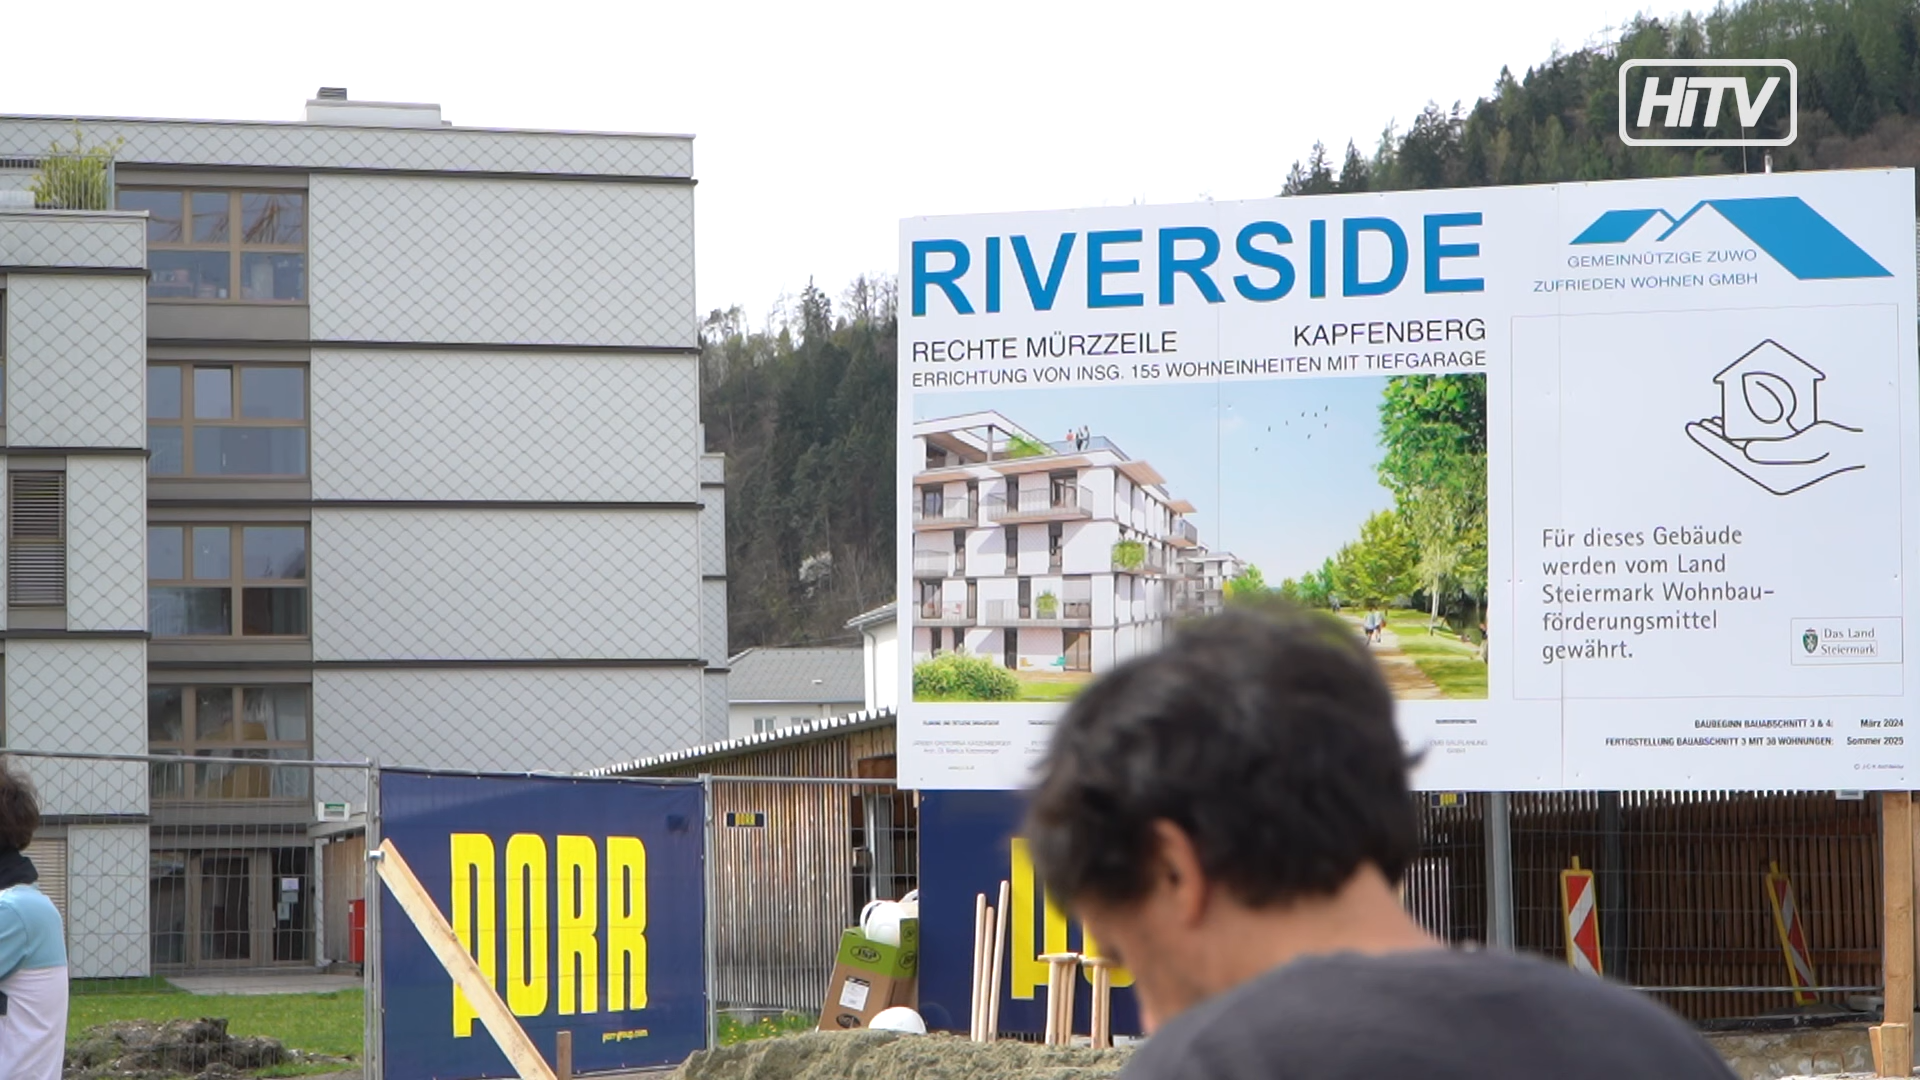 HiTV
RIVERSIDE
RECHTE MÜRZZEILE KAPFENBERG
ERRICHTUNG VON INSG. 155 WOHNEINHEITEN MIT TIEFGARAGE
GEMEINNÜTZIGE ZUWO
ZUFRIEDEN WOHNEN GMBH
Für dieses Gebäude
werden vom Land
Steiermark Wohnbau-
förderungsmittel
gewährt.
Das Land
Steiermark
BAUBEGINN BAUABSCHNITT 3 & 4: März 2024
FERTIGSTELLUNG BAUABSCHNITT 3 MIT 38 WOHNUNGEN: Sommer 2025
PORR
porr-group.com
PORR
JSP